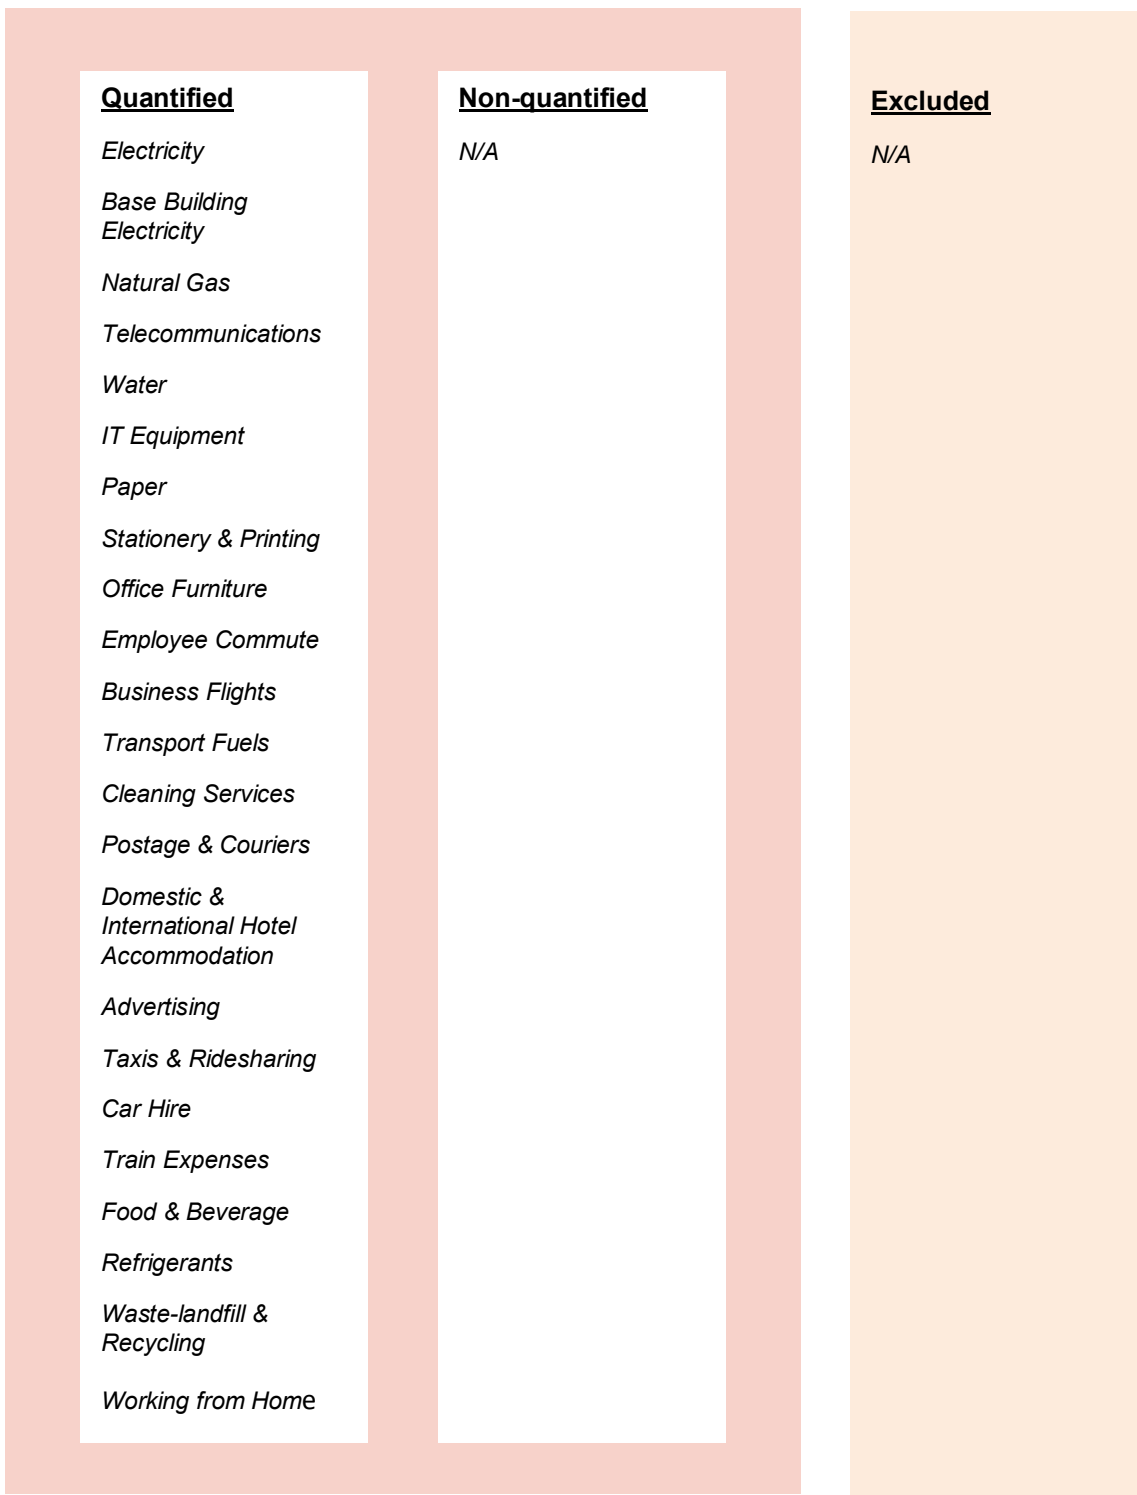 Quantified
Electricity
Base Building
Electricity
Natural Gas
Telecommunications
Water
IT Equipment
Paper
Stationery & Printing
Office Furniture
Employee Commute
Business Flights
Transport Fuels
Cleaning Services
Postage & Couriers
Domestic &
International Hotel
Accommodation
Advertising
Taxis & Ridesharing
Car Hire
Train Expenses
Food & Beverage
Refrigerants
Waste-landfill &
Recycling
Working from Home
Non-quantified
N/A
Excluded
N/A